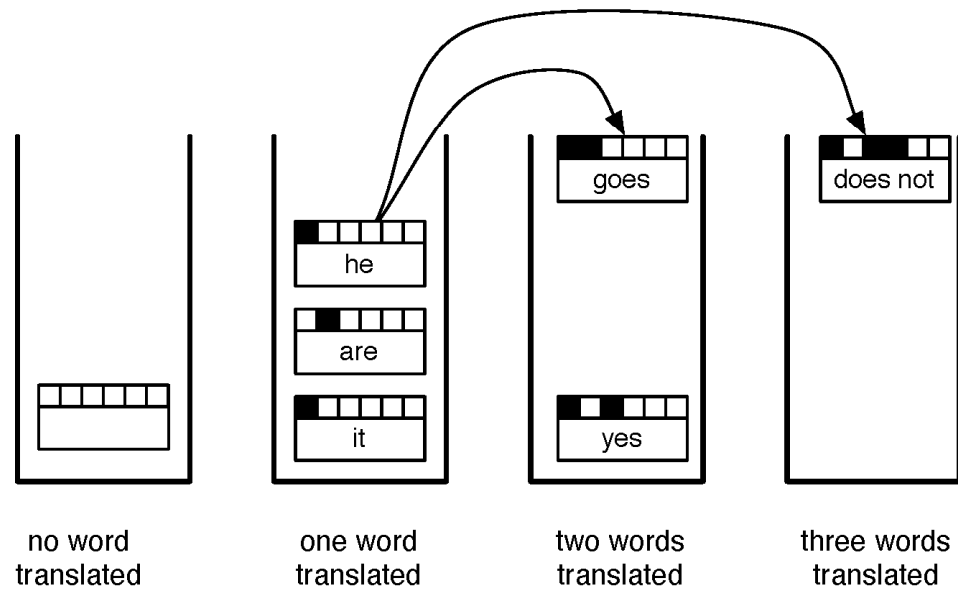 goes
does not
he
are
it
yes
no word
translated
one word
translated
two words
translated
three words
translated